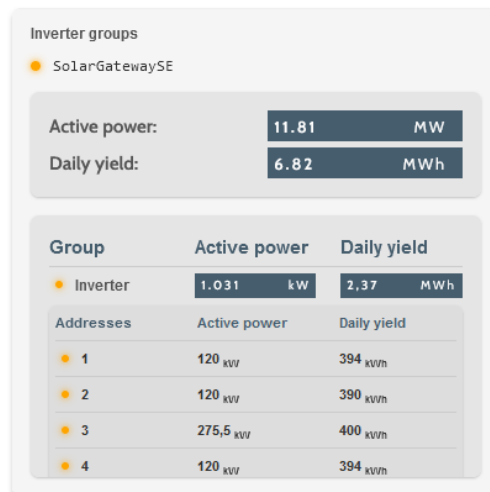 Inverter groups
SolarGatewaySE
Active power: 11.81 MW
Daily yield: 6.82 MWh
Group Active power Daily yield
Inverter 1.031 kW 2,37 MWh
Addresses Active power Daily yield
1 120 kW 394 kWh
2 120 kW 390 kWh
3 275,5 kW 400 kWh
4 120 kW 394 kWh